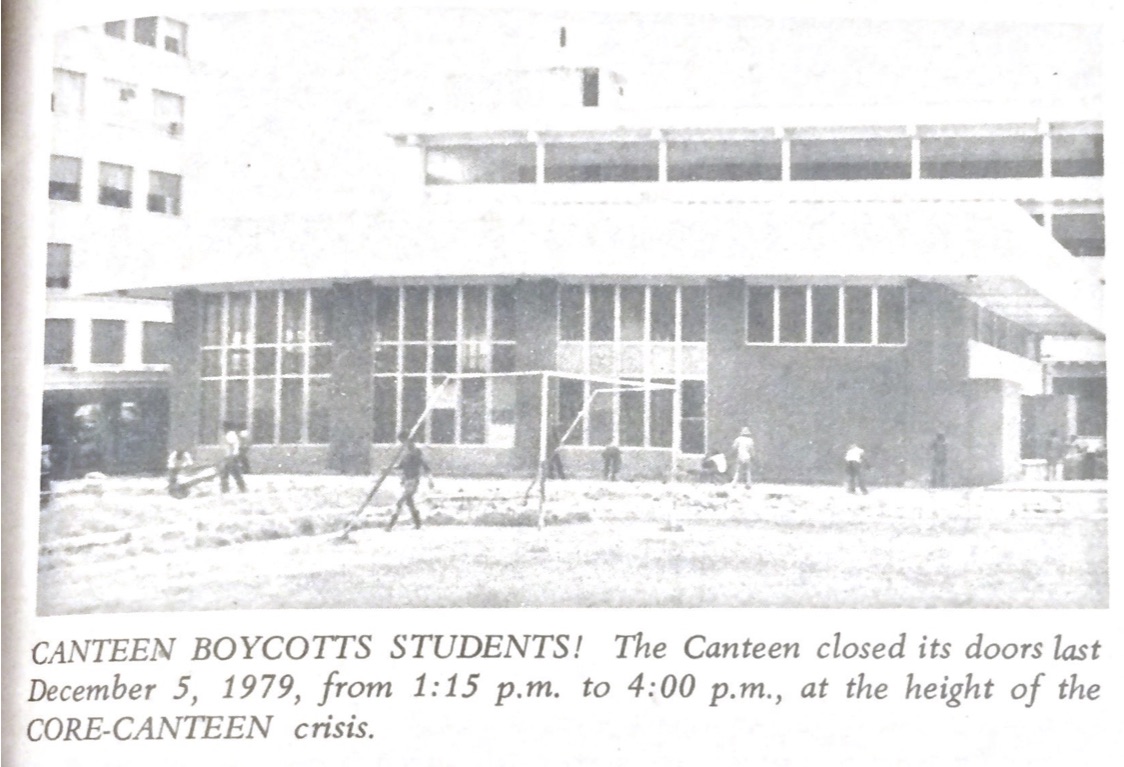 CANTEEN BOYCOTTS STUDENTS! The Canteen closed its doors last
December 5, 1979, from 1:15 p.m. to 4:00 p.m., at the height of the
CORE-CANTEEN crisis.